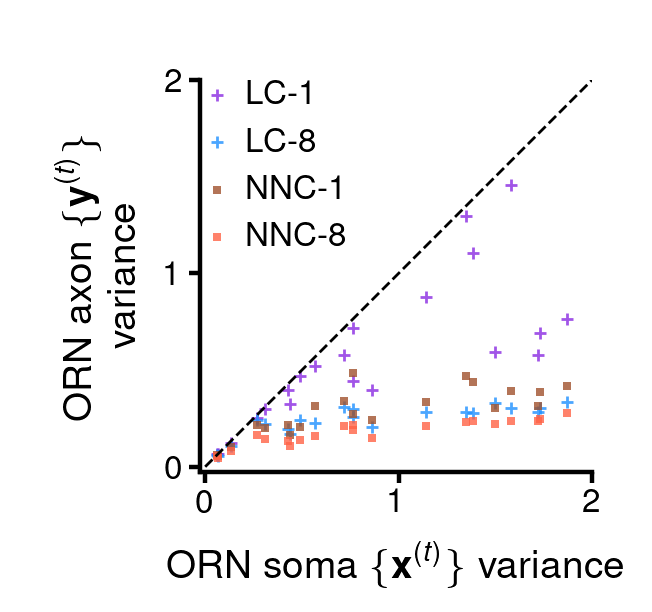 2
LC-1
LC-8
NNC-1
NNC-8
1
0
ORN axon {𝐲⁽ᵗ⁾}
variance
0
1
2
ORN soma {𝐱⁽ᵗ⁾} variance